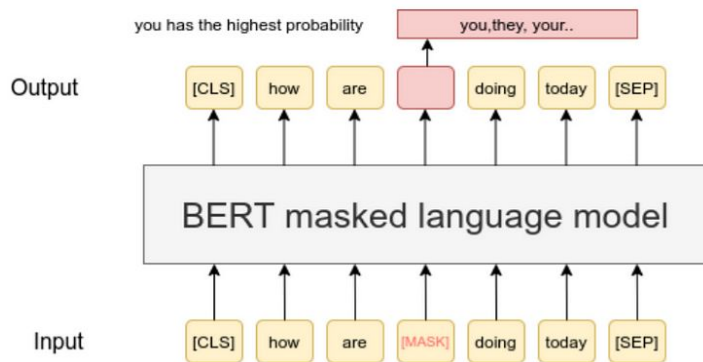 you has the highest probability
you,they, your..
Output
[CLS] how are doing today [SEP]
BERT masked language model
Input
[CLS] how are [MASK] doing today [SEP]